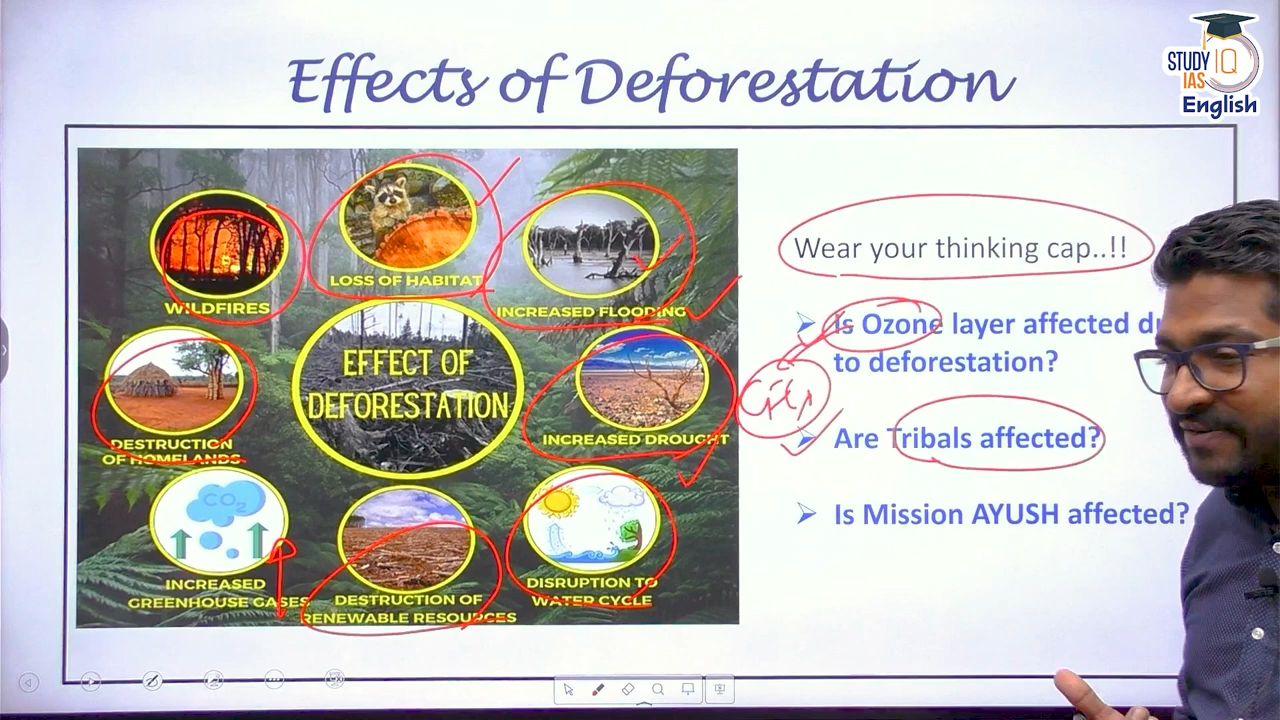 Effects of Deforestation
STUDY IQ
IAS
English
WILDFIRES
LOSS OF HABITAT
INCREASED FLOODING
EFFECT OF
DEFORESTATION
DESTRUCTION
OF HOMELANDS
INCREASED DROUGHT
CO2
INCREASED
GREENHOUSE GASES
DESTRUCTION OF
RENEWABLE RESOURCES
DISRUPTION TO
WATER CYCLE
Wear your thinking cap..!!
Is Ozone layer affected
to deforestation?
Are Tribals affected?
Is Mission AYUSH affected?